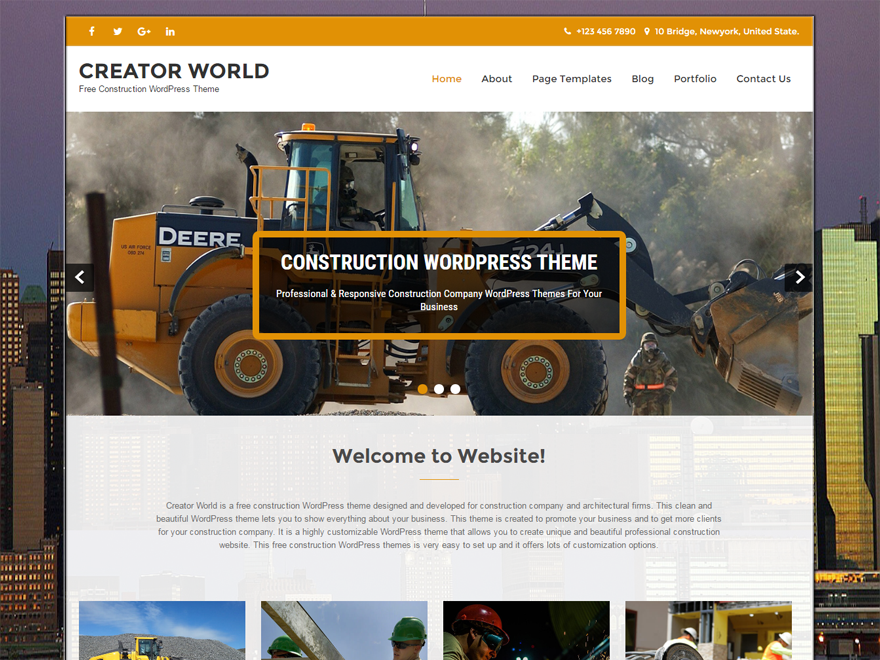 +123 456 7890 10 Bridge, Newyork, United State.
CREATOR WORLD
Free Construction WordPress Theme
Home About Page Templates Blog Portfolio Contact Us
US AIR FORCE
DEERE
724J
CONSTRUCTION WORDPRESS THEME
Professional & Responsive Construction Company WordPress Themes For Your
Business
Welcome to Website!
Creator World is a free construction WordPress theme designed and developed for construction company and architectural firms. This clean and
beautiful WordPress theme lets you to show everything about your business. This theme is created to promote your business and to get more clients
for your construction company. It is a highly customizable WordPress theme that allows you to create unique and beautiful professional construction
website. This free construction WordPress themes is very easy to set up and it offers lots of customization options.